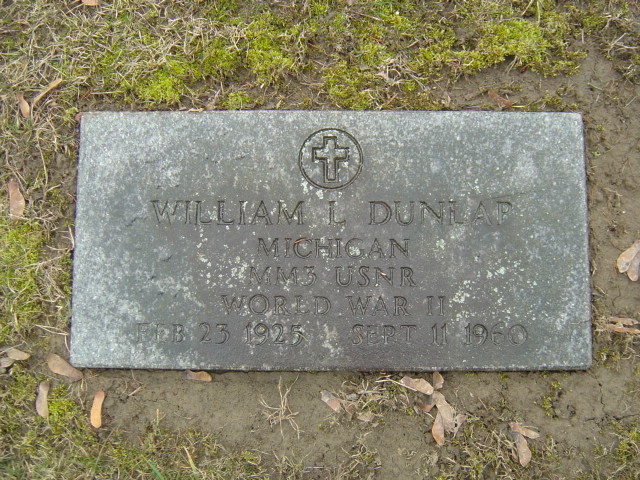 WILLIAM L DUNLAP
MICHIGAN
MM3 USNR
WORLD WAR II
FEB 23 1925 SEPT 11 1960